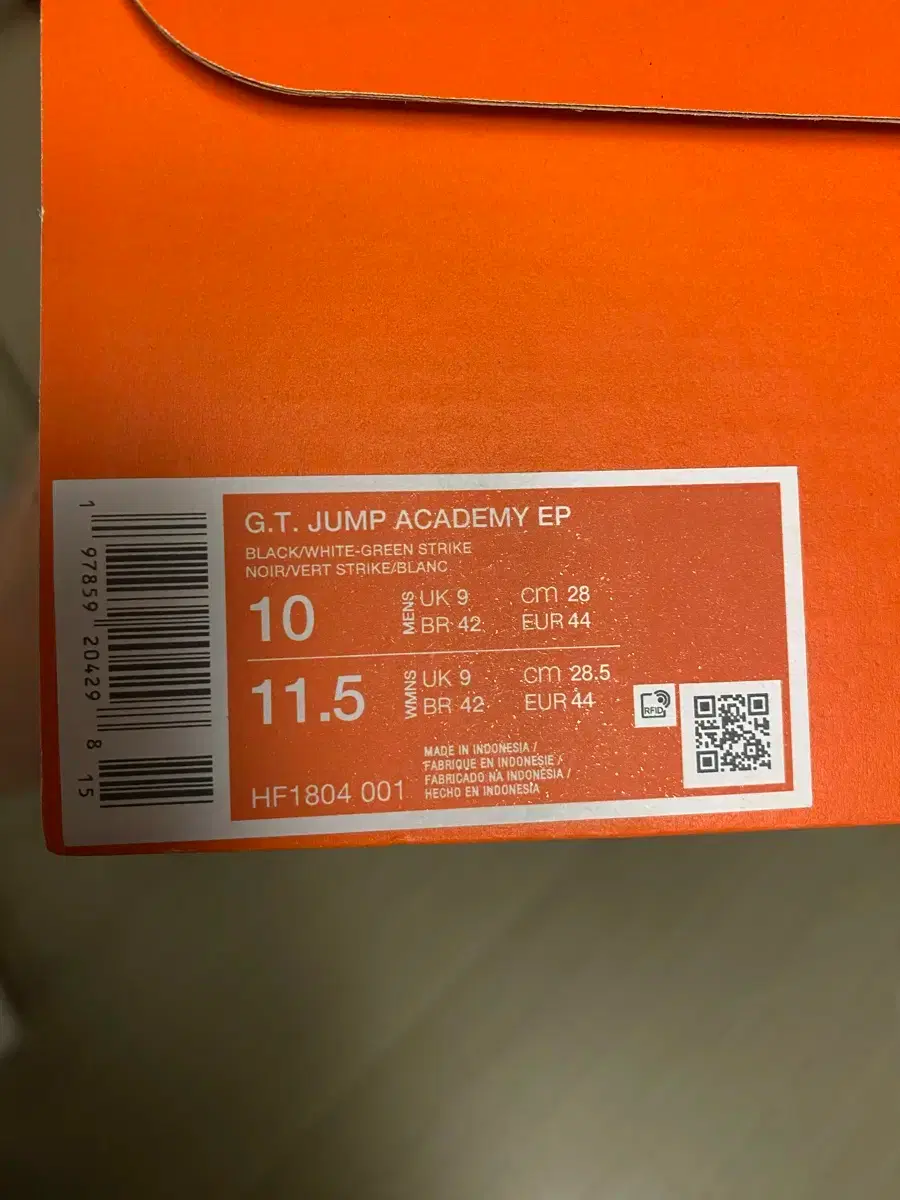 G.T. JUMP ACADEMY EP
BLACK/WHITE-GREEN STRIKE
NOIR/VERT STRIKE/BLANC
10 MENS UK 9 cm 28
BR 42 EUR 44
11.5 WMNS UK 9 cm 28.5
BR 42 EUR 44
RFID
MADE IN INDONESIA /
FABRIQUE EN INDONESIE /
FABRICADO NA INDONÉSIA /
HECHO EN INDONESIA
HF1804 001
1 97859 20429 8 15